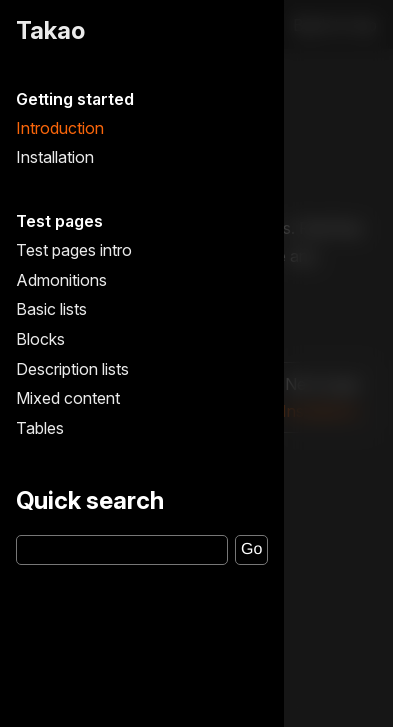 Takao
Getting started
Introduction
Installation
Test pages
Test pages intro
Admonitions
Basic lists
Blocks
Description lists
Mixed content
Tables
Quick search
Go